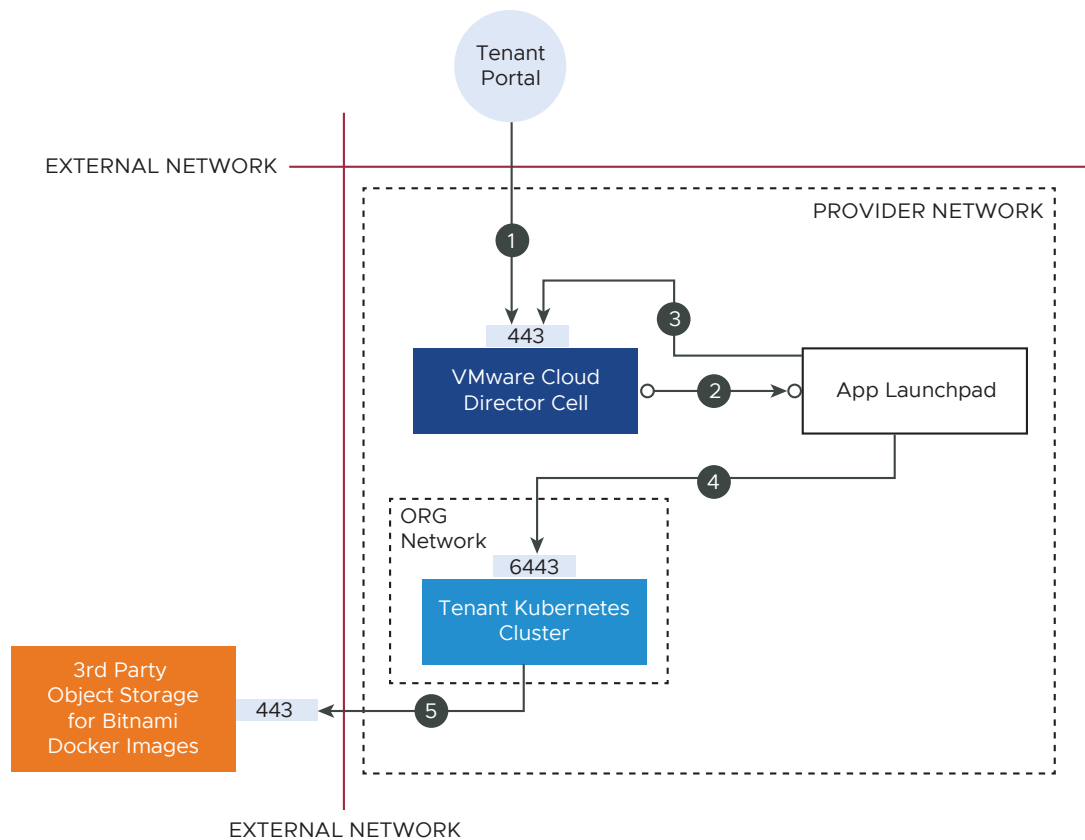 Tenant
Portal
EXTERNAL NETWORK
PROVIDER NETWORK
1
3
443
VMware Cloud
Director Cell
2
App Launchpad
4
ORG
Network
6443
Tenant Kubernetes
Cluster
3rd Party
Object Storage
for Bitnami
Docker Images
443
5
EXTERNAL NETWORK